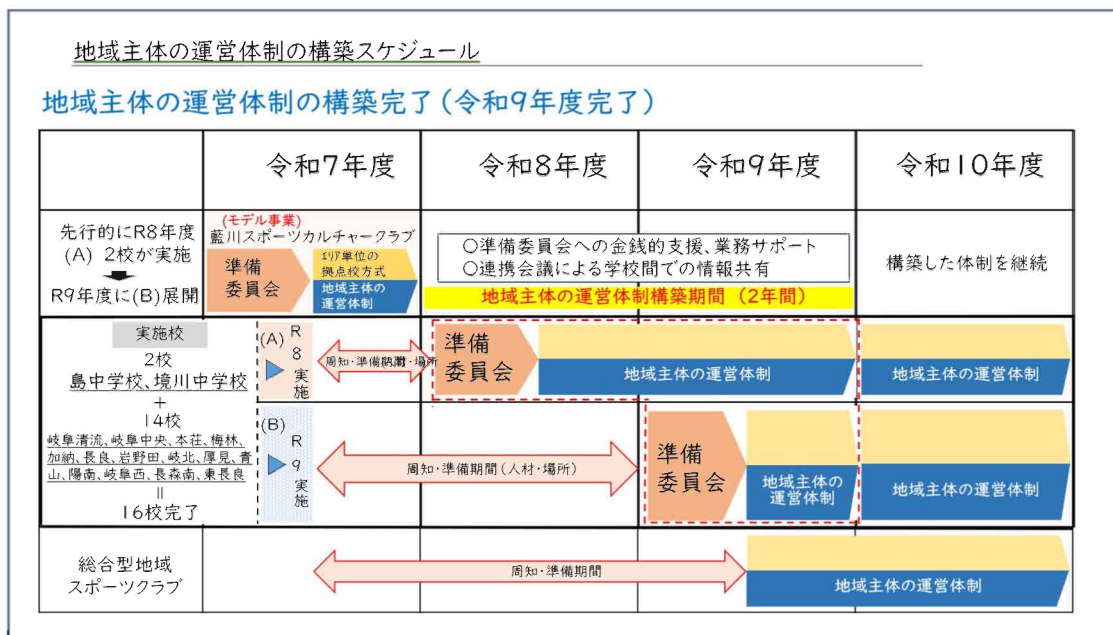 地域主体の運営体制の構築スケジュール
地域主体の運営体制の構築完了(令和9年度完了)
令和7年度
令和8年度
令和9年度
令和10年度
先行的にR8年度
(A) 2校が実施
R9年度に(B)展開
(モデル事業)
藍川スポーツカルチャークラブ
準備
委員会
エリア単位の
拠点校方式
地域主体の
運営体制
○準備委員会への金銭的支援、業務サポート
○連携会議による学校間での情報共有
地域主体の運営体制構築期間 (2年間)
構築した体制を継続
実施校
2校
島中学校、境川中学校
+
14校
岐阜清流、岐阜中央、本荘、梅林、
加納、長良、岩野田、岐北、厚見、青
山、陽南、岐阜西、長森南、東長良
=
16校完了
(A)
R
8
実
施
周知・準備期間・場所
準備
委員会
地域主体の運営体制
地域主体の運営体制
(B)
R
9
実
施
周知・準備期間(人材・場所)
準備
委員会
地域主体の
運営体制
地域主体の運営体制
総合型地域
スポーツクラブ
周知・準備期間
地域主体の運営体制